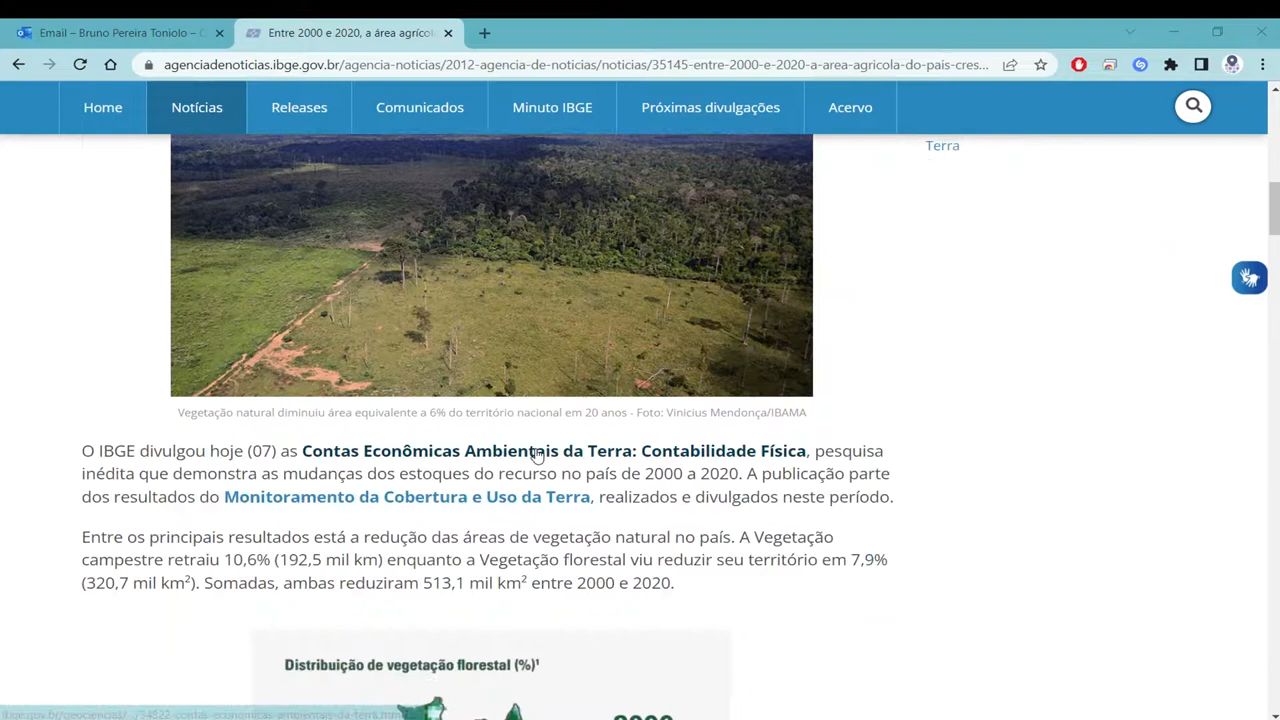 Email – Bruno Pereira Toniolo –
Entre 2000 e 2020, a área agríco
agenciadenoticias.ibge.gov.br/agencia-noticias/2012-agencia-de-noticias/noticias/35145-entre-2000-e-2020-a-area-agricola-do-pais-cres...
Home Notícias Releases Comunicados Minuto IBGE Próximas divulgações Acervo
Terra
Vegetação natural diminuiu área equivalente a 6% do território nacional em 20 anos - Foto: Vinicius Mendonça/IBAMA
O IBGE divulgou hoje (07) as Contas Econômicas Ambientais da Terra: Contabilidade Física, pesquisa
inédita que demonstra as mudanças dos estoques do recurso no país de 2000 a 2020. A publicação parte
dos resultados do Monitoramento da Cobertura e Uso da Terra, realizados e divulgados neste período.
Entre os principais resultados está a redução das áreas de vegetação natural no país. A Vegetação
campestre retraiu 10,6% (192,5 mil km) enquanto a Vegetação florestal viu reduzir seu território em 7,9%
(320,7 mil km²). Somadas, ambas reduziram 513,1 mil km² entre 2000 e 2020.
Distribuição de vegetação florestal (%)¹